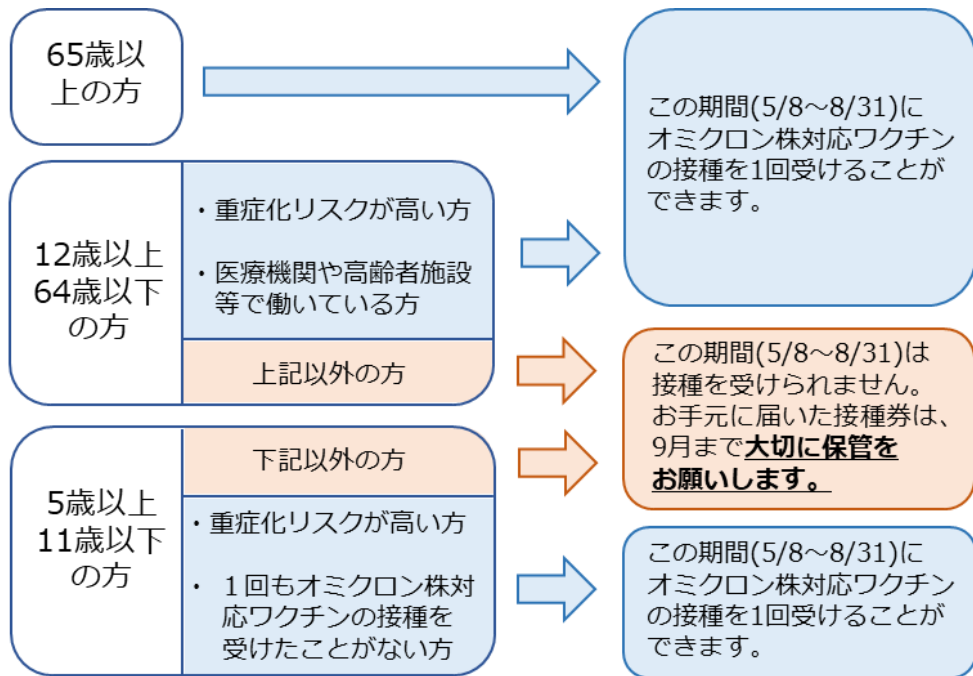 65歳以
上の方
この期間(5/8～8/31)に
オミクロン株対応ワクチン
の接種を1回受けることが
できます。
12歳以上
64歳以下
の方
・重症化リスクが高い方
・医療機関や高齢者施設
等で働いている方
上記以外の方
この期間(5/8～8/31)は
接種を受けられません。
お手元に届いた接種券は、
9月まで大切に保管を
お願いします。
5歳以上
11歳以下
の方
下記以外の方
・重症化リスクが高い方
・１回もオミクロン株対
応ワクチンの接種を
受けたことがない方
この期間(5/8～8/31)に
オミクロン株対応ワクチン
の接種を1回受けることが
できます。